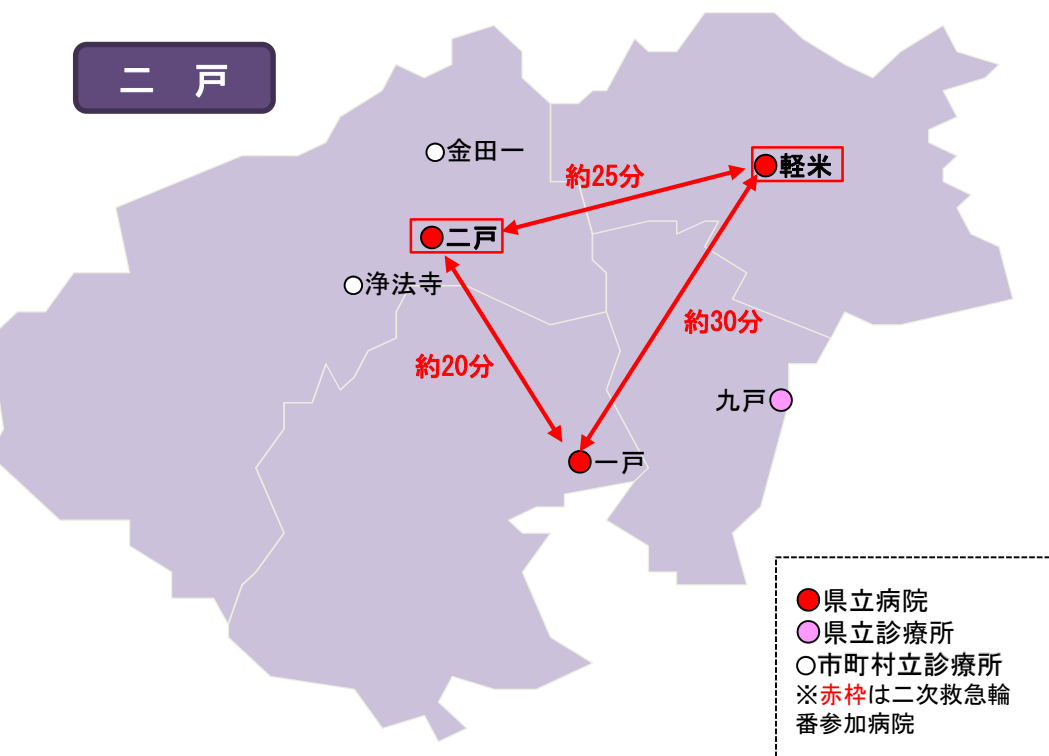 二 戸
金田一
約25分
軽米
二戸
浄法寺
約30分
約20分
九戸
一戸
県立病院
県立診療所
市町村立診療所
※赤枠は二次救急輪
番参加病院